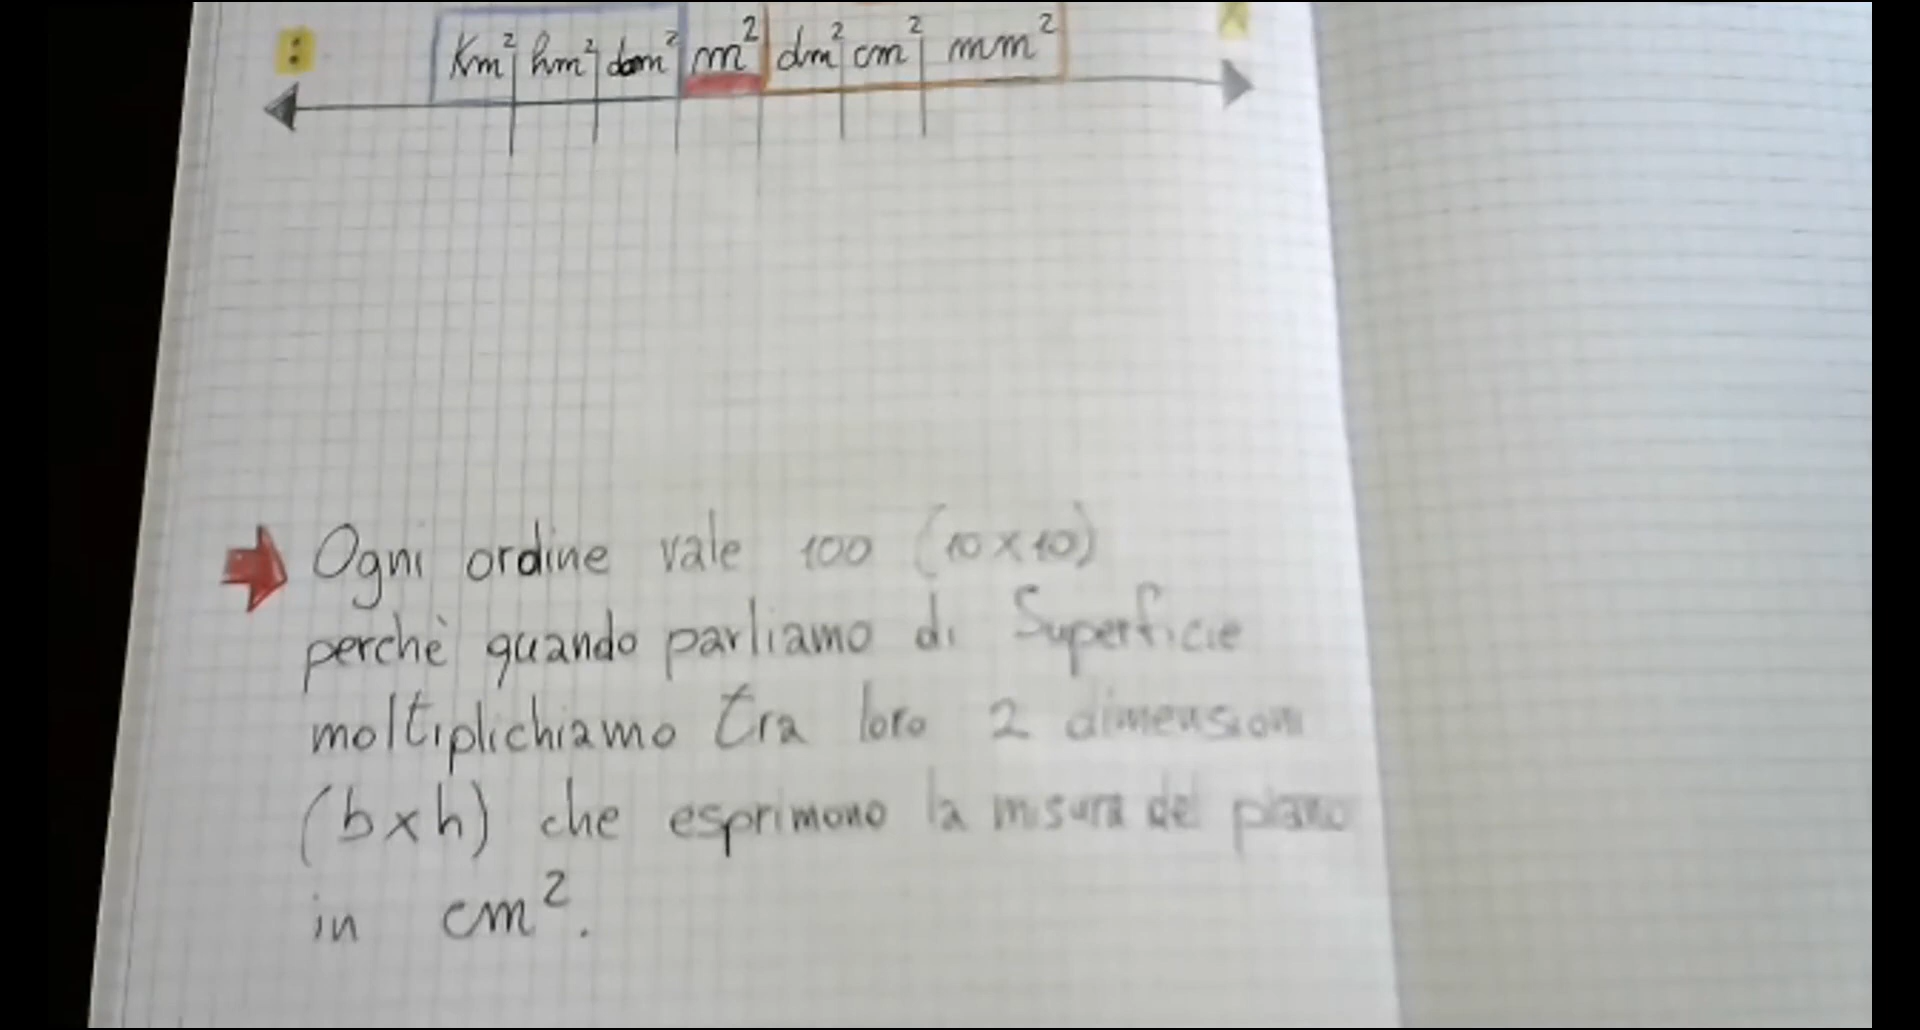 : Km² hm² dam² m² dm² cm² mm² x
Ogni ordine vale 100 (10x10)
perchè quando parliamo di Superficie
moltiplichiamo tra loro 2 dimensioni
(bxh) che esprimono la misura del piano
in cm².